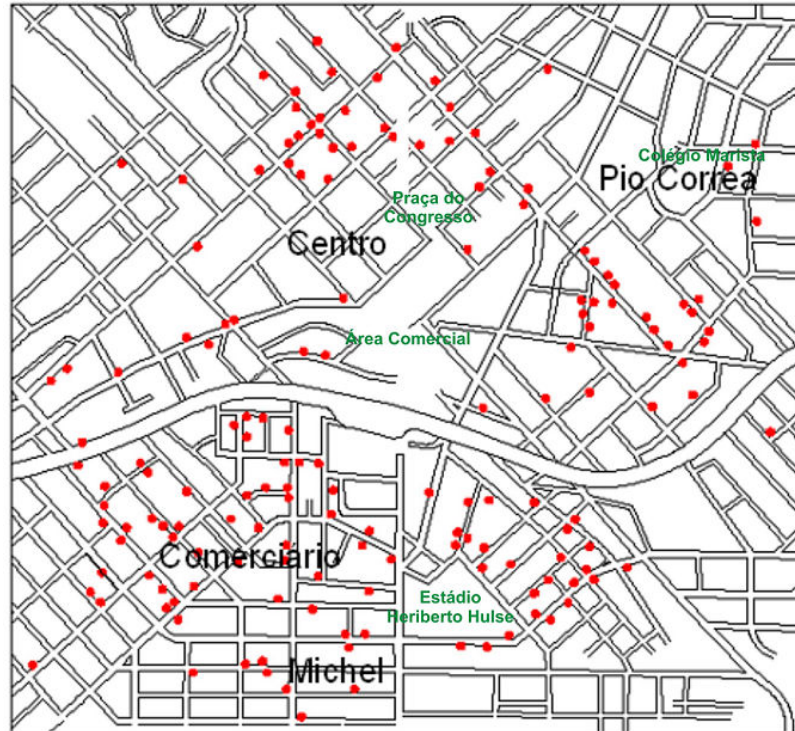 Colégio Marista
Pio Correa
Praça do
Congresso
Centro
Área Comercial
Comerciário
Estádio
Heriberto Hulse
Michel